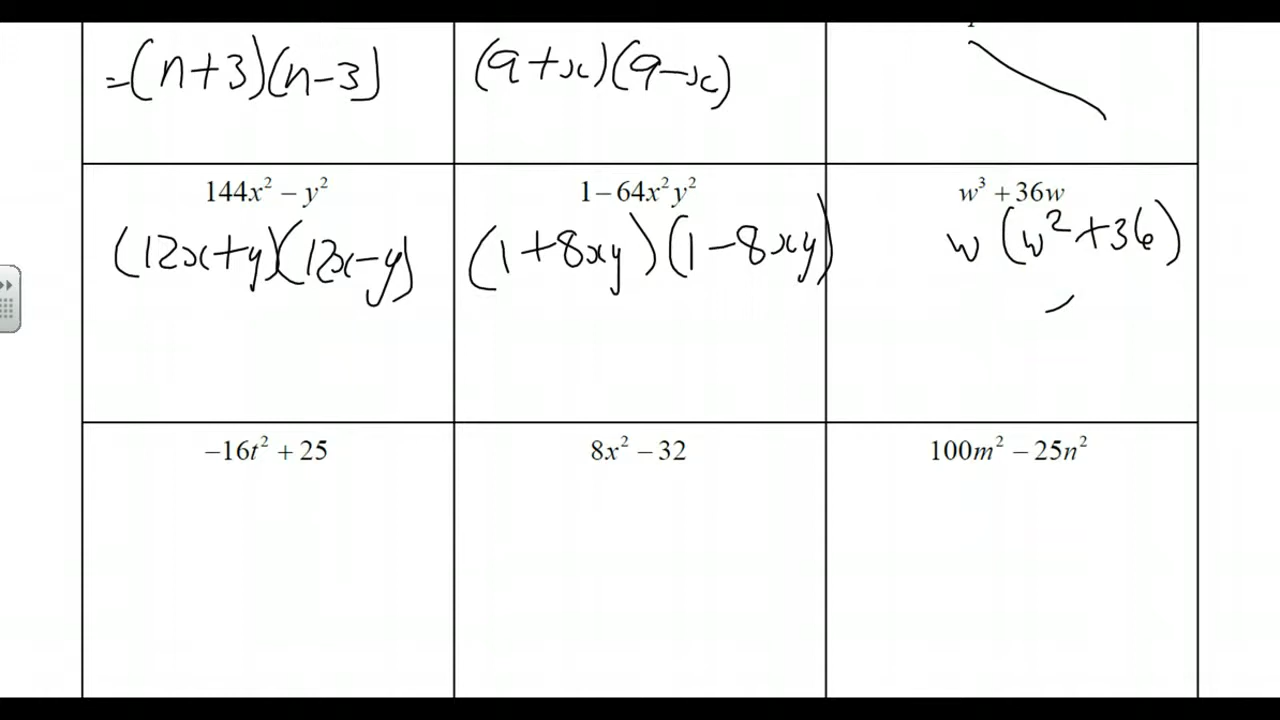 =(n+3)(n-3)
(9+x)(9-x)
144x² − y²
1−64x²y²
w³ + 36w
(12x+y)(12x-y)
(1+8xy)(1-8xy)
w(w²+36)
−16t² + 25
8x² − 32
100m² − 25n²